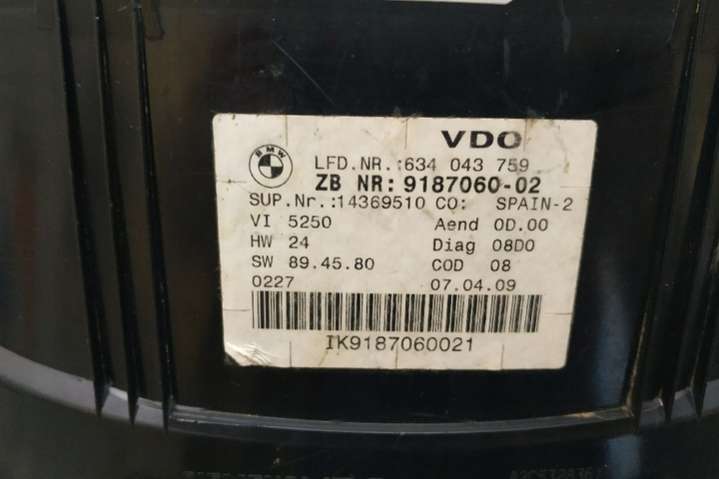 VDO
BMW
LFD.NR.:634 043 759
ZB NR: 9187060-02
SUP.Nr.:14369510 CO: SPAIN-2
VI 5250 Aend 0D.00
HW 24 Diag 08D0
SW 89.45.80 COD 08
0227 07.04.09
IK9187060021